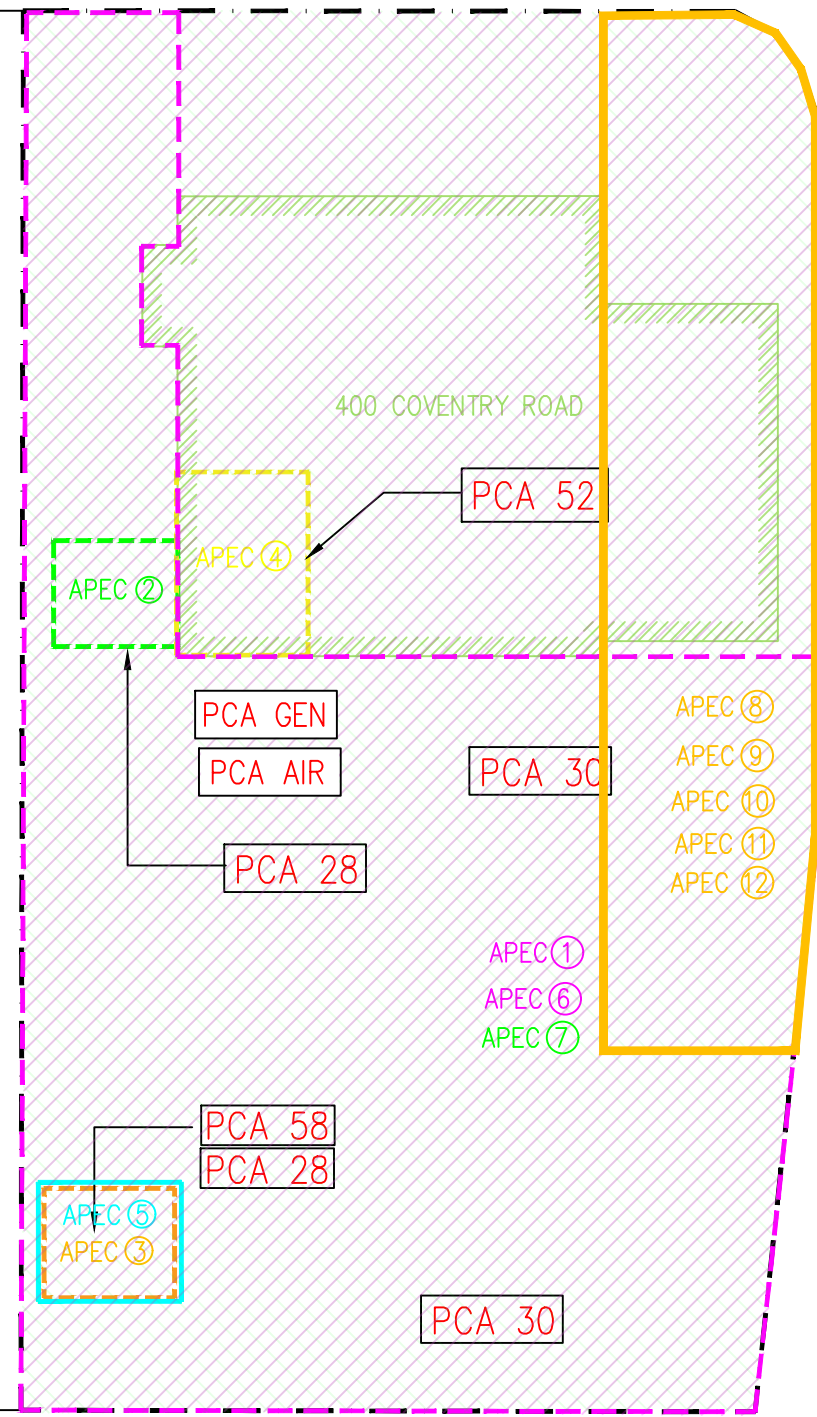 400 COVENTRY ROAD
PCA 52
APEC 4
APEC 2
PCA GEN
APEC 8
APEC 9
PCA AIR
PCA 30
APEC 10
APEC 11
PCA 28
APEC 12
APEC 1
APEC 6
APEC 7
PCA 58
PCA 28
APEC 5
APEC 3
PCA 30